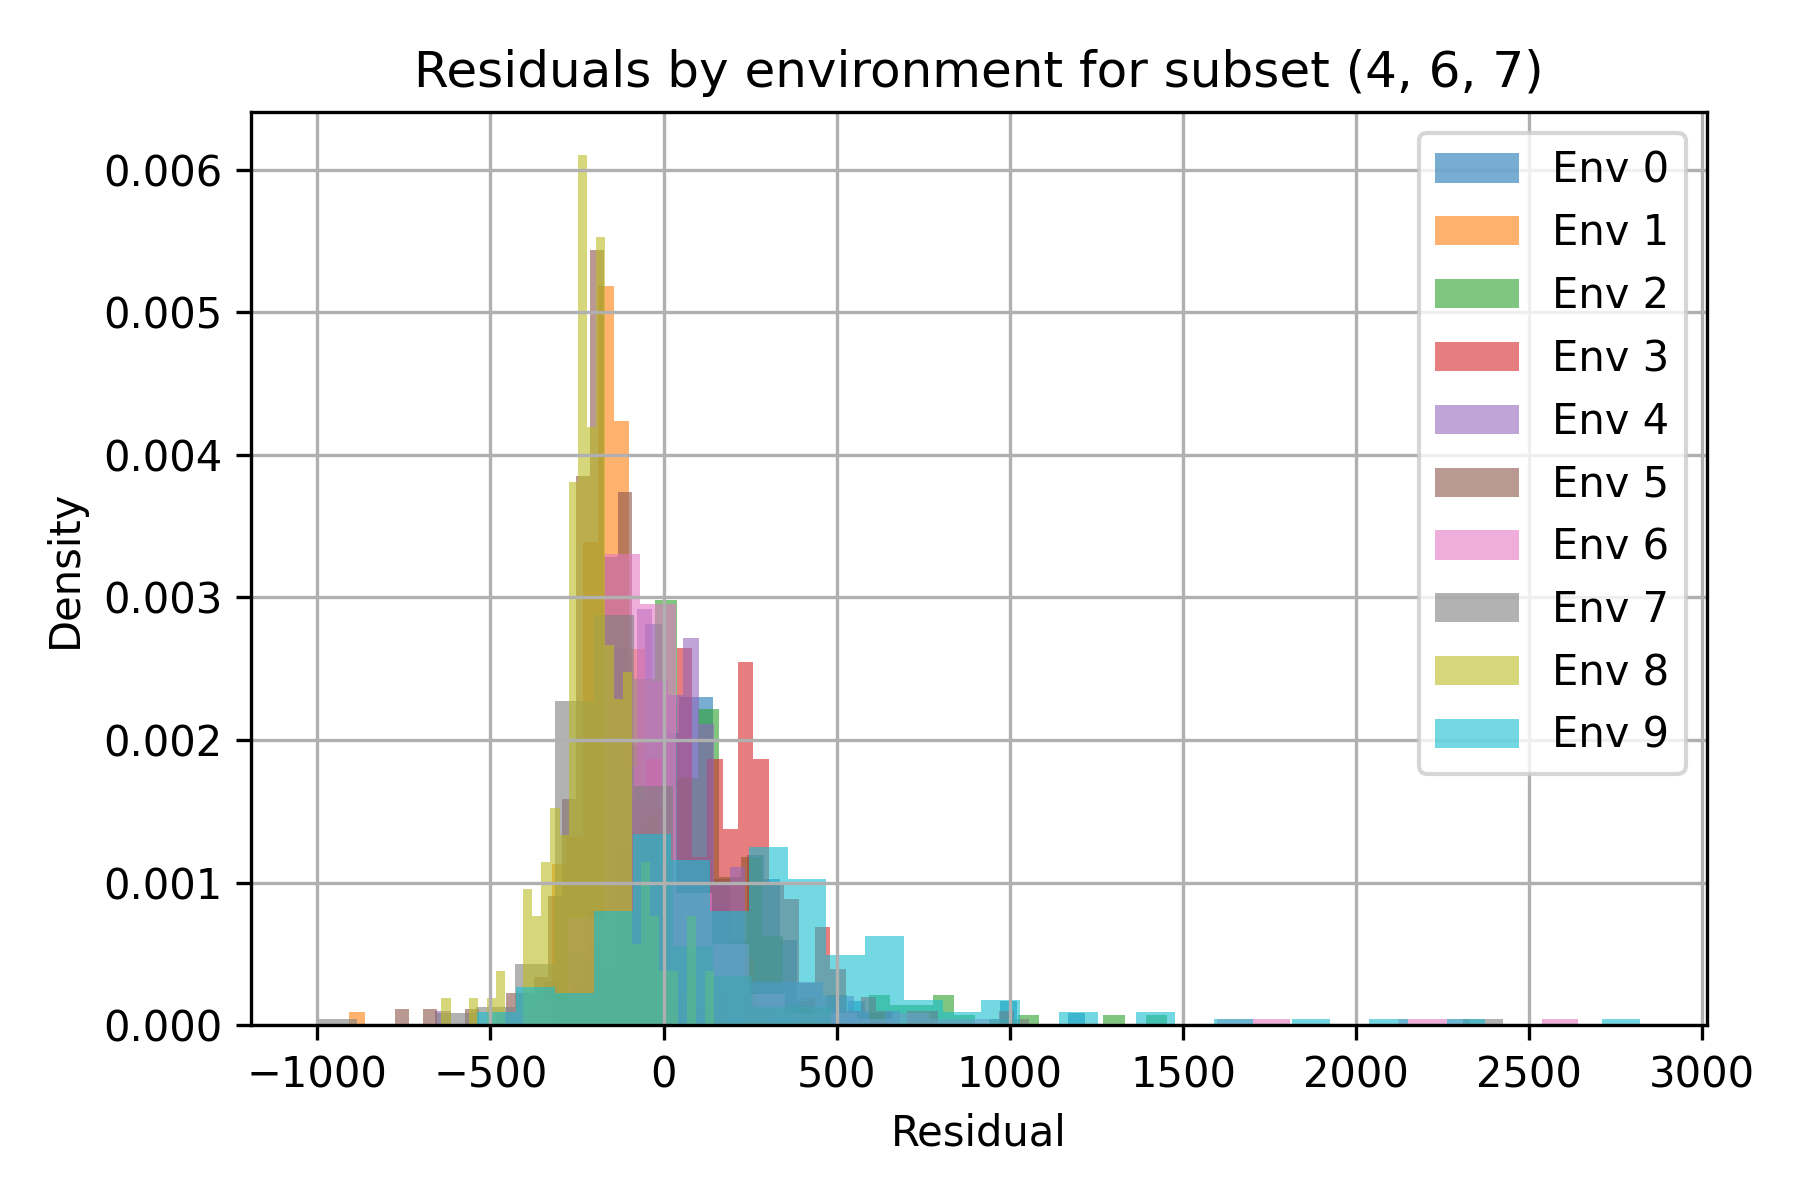 Residuals by environment for subset (4, 6, 7)
0.006
0.005
0.004
0.003
0.002
0.001
0.000
Density
−1000
−500
0
500
1000
1500
2000
2500
3000
Residual
Env 0
Env 1
Env 2
Env 3
Env 4
Env 5
Env 6
Env 7
Env 8
Env 9